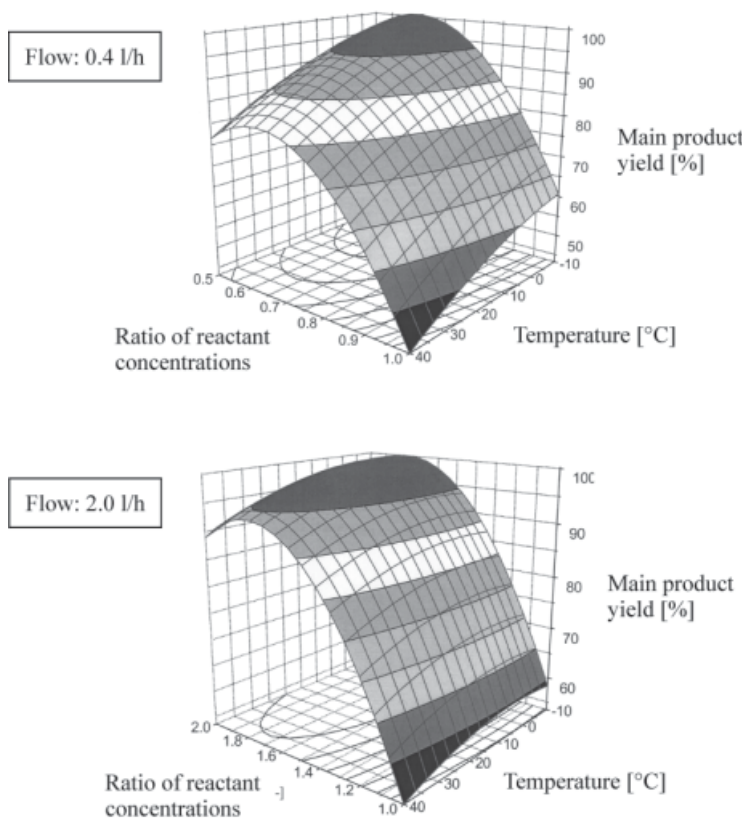 Flow: 0.4 l/h
100
90
80
70
60
50
Main product
yield [%]
-10
0
10
20
30
40
Temperature [°C]
0.5
0.6
0.7
0.8
0.9
1.0
Ratio of reactant
concentrations
Flow: 2.0 l/h
100
90
80
70
60
Main product
yield [%]
-10
0
10
20
30
40
Temperature [°C]
2.0
1.8
1.6
1.4
1.2
1.0
Ratio of reactant -]
concentrations